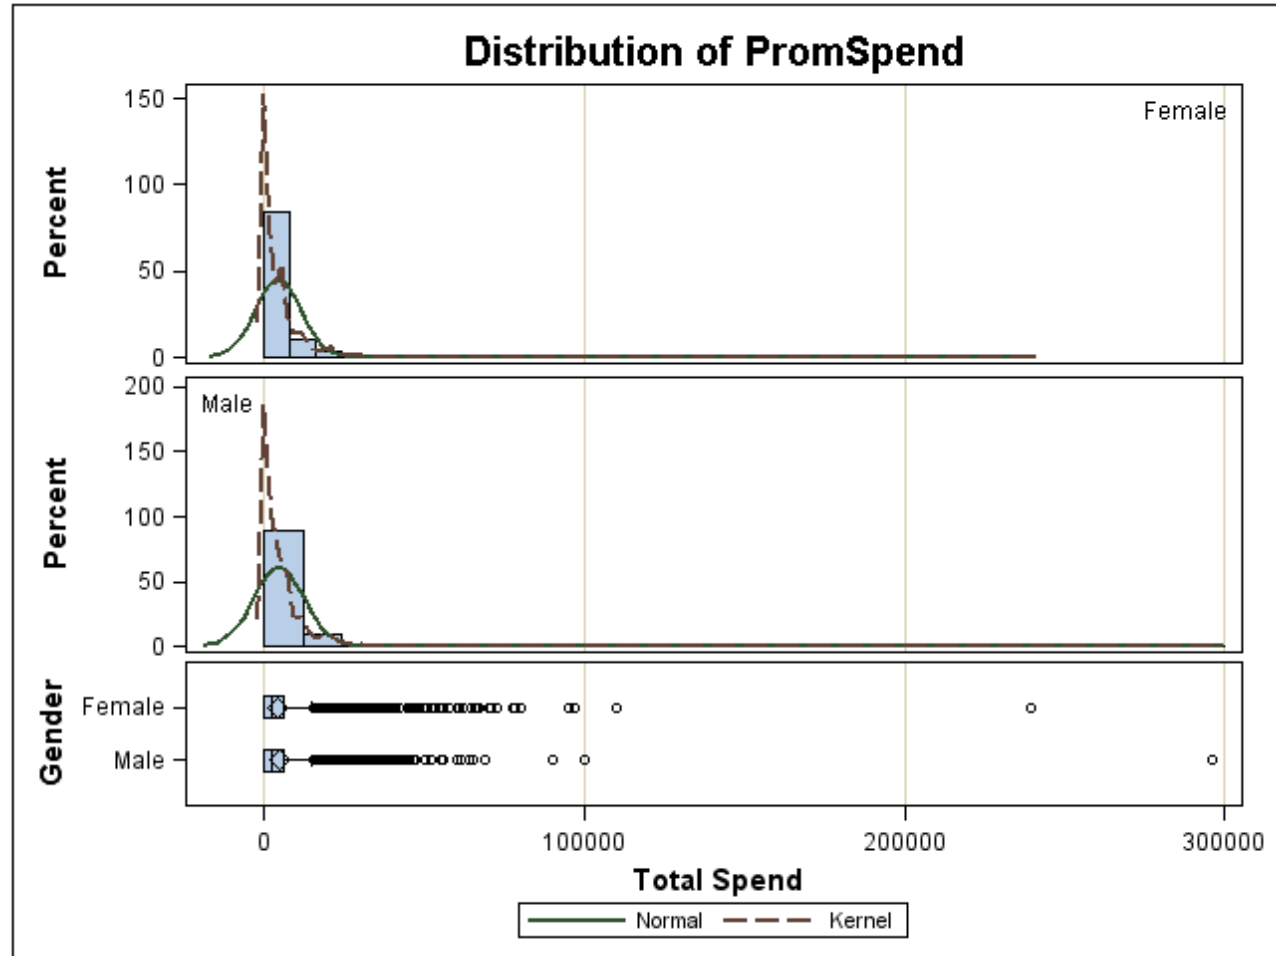 Distribution of PromSpend
150
Female
100
Percent
50
0
200
Male
150
Percent
100
50
0
Gender
Female
Male
0 100000 200000 300000
Total Spend
Normal Kernel